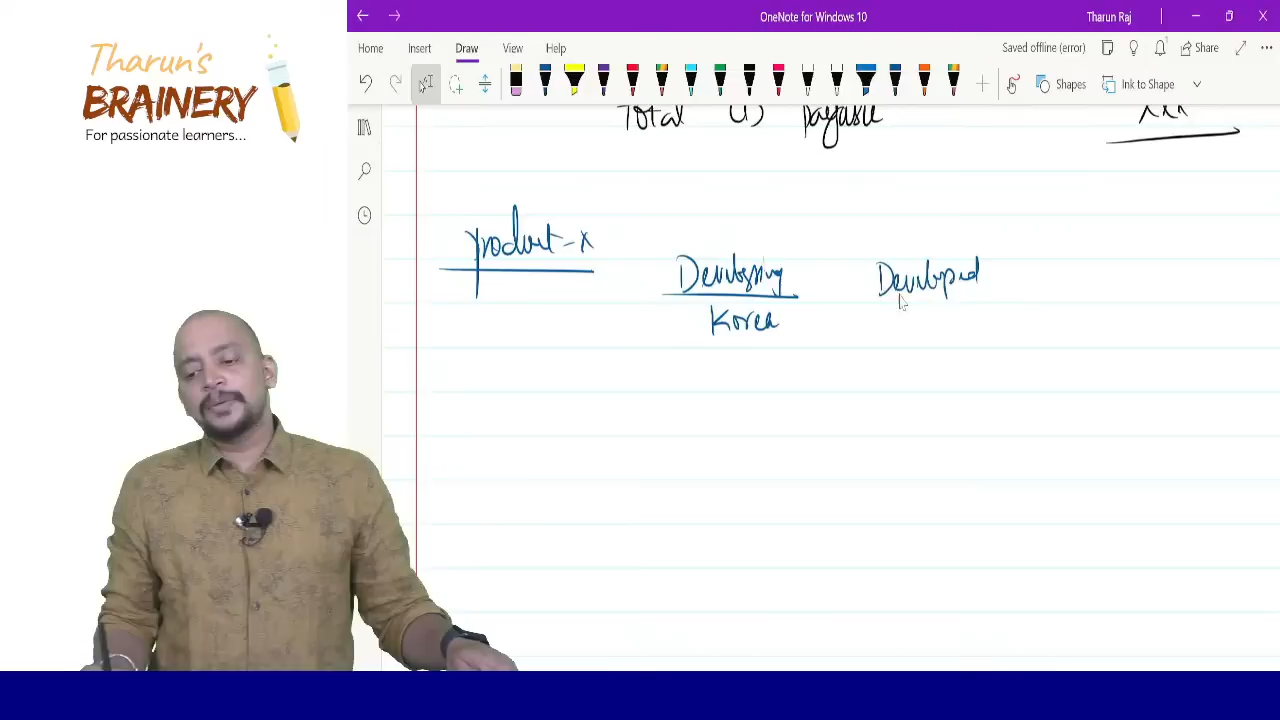 Tharun's
BRAINERY
For passionate learners...
OneNote for Windows 10
Tharun Raj
Home Insert Draw View Help
Saved offline (error)
Share
Shapes
Ink to Shape
Total payable
xxx
product - x
Developing
Developed
Korea